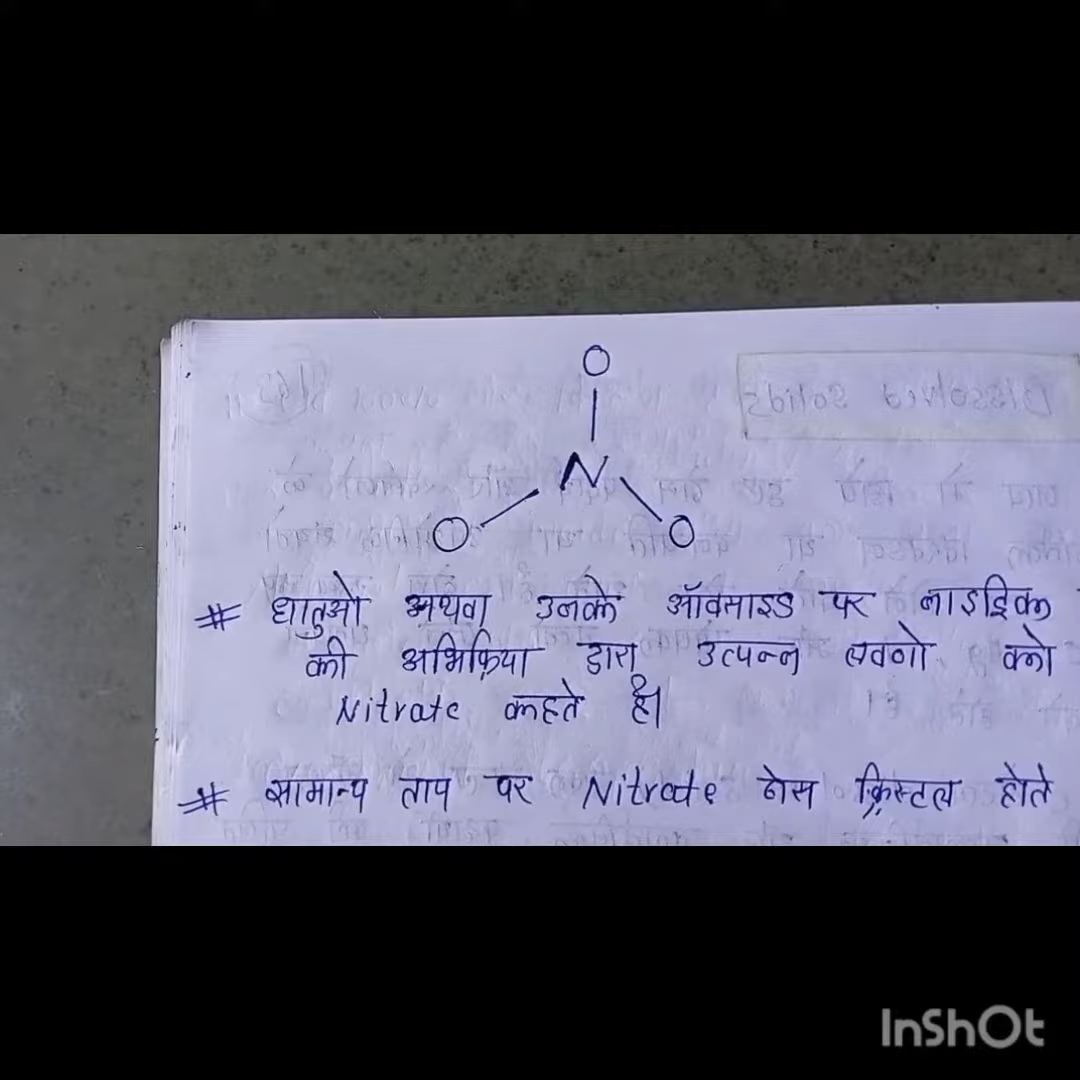 O
N
O O
# धातुओ अथवा उनके ऑक्साइड पर नाइट्रिक
की अभिक्रिया द्वारा उत्पन्न लवणो को
Nitrate कहते है।
# सामान्य ताप पर Nitrate गेस क्रिस्टल होते
InShOt